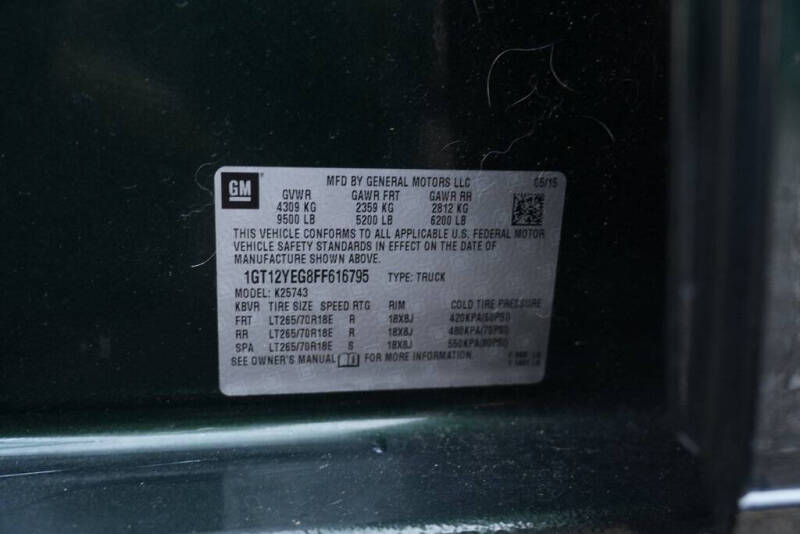 GM
MFD BY GENERAL MOTORS LLC 05/15
GVWR GAWR FRT GAWR RR
4309 KG 2359 KG 2812 KG
9500 LB 5200 LB 6200 LB
THIS VEHICLE CONFORMS TO ALL APPLICABLE U.S. FEDERAL MOTOR
VEHICLE SAFETY STANDARDS IN EFFECT ON THE DATE OF
MANUFACTURE SHOWN ABOVE.
1GT12YEG8FF616795 TYPE: TRUCK
MODEL: K25743
KBVR TIRE SIZE SPEED RTG RIM COLD TIRE PRESSURE
FRT LT265/70R18E R 18X8J 420KPA(60PSI)
RR LT265/70R18E R 18X8J 480KPA(70PSI)
SPA LT265/70R18E S 18X8J 550KPA(80PSI)
SEE OWNER'S MANUAL FOR MORE INFORMATION.